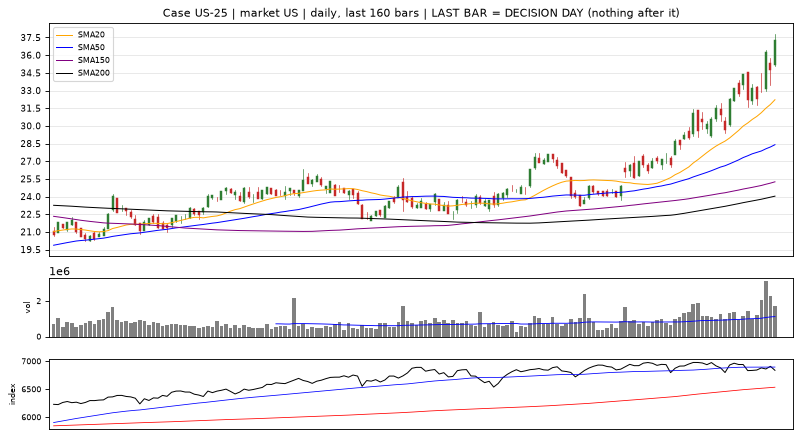 Case US-25 | market US | daily, last 160 bars | LAST BAR = DECISION DAY (nothing after it)
SMA20
SMA50
SMA150
SMA200
37.5
36.0
34.5
33.0
31.5
30.0
28.5
27.0
25.5
24.0
22.5
21.0
19.5
1e6
vol
2
0
index
7000
6500
6000